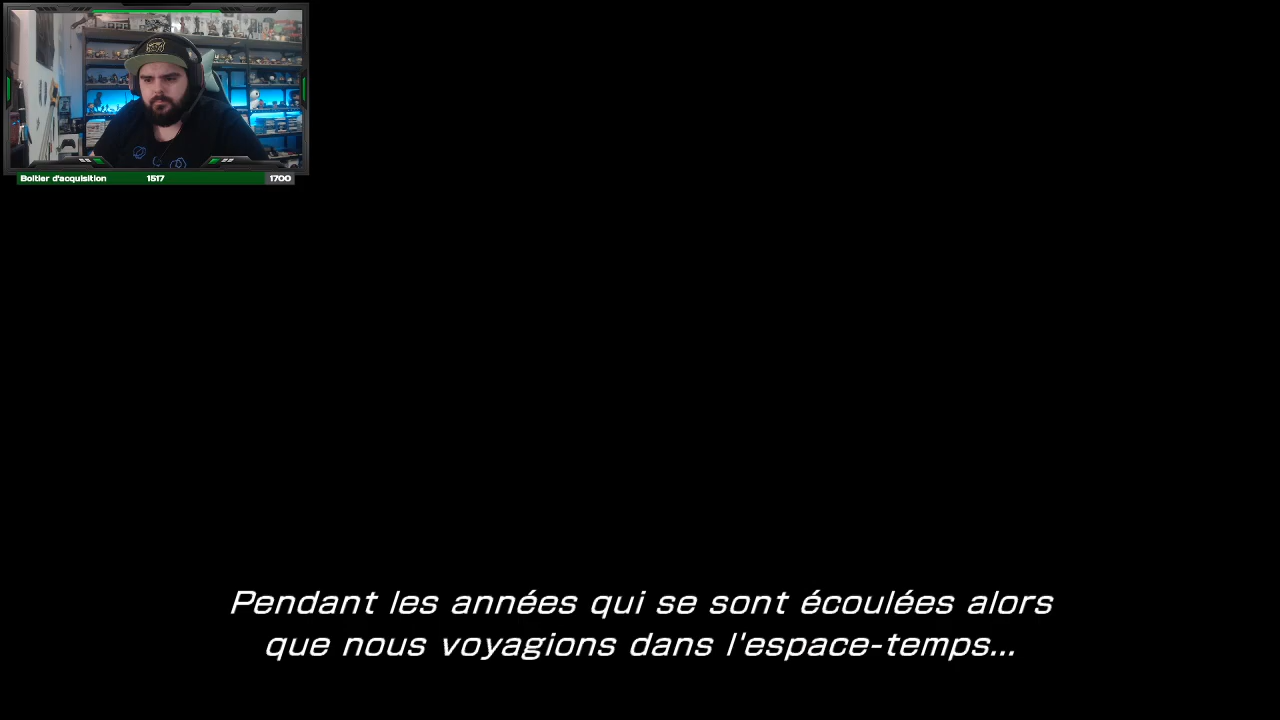 Boîtier d'acquisition 1517 1700
Pendant les années qui se sont écoulées alors
que nous voyagions dans l'espace-temps...